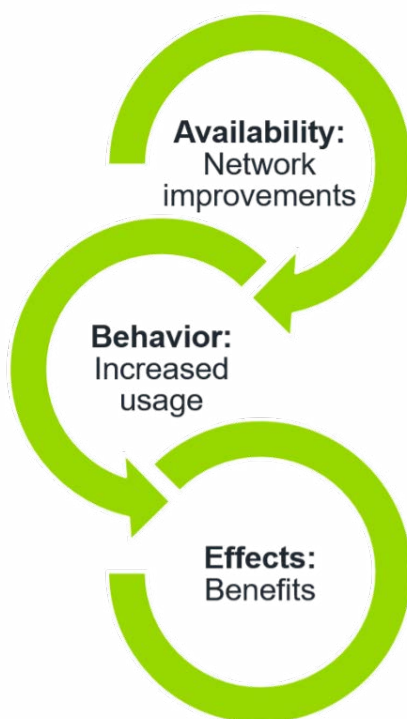 Availability:
Network
improvements
Behavior:
Increased
usage
Effects:
Benefits